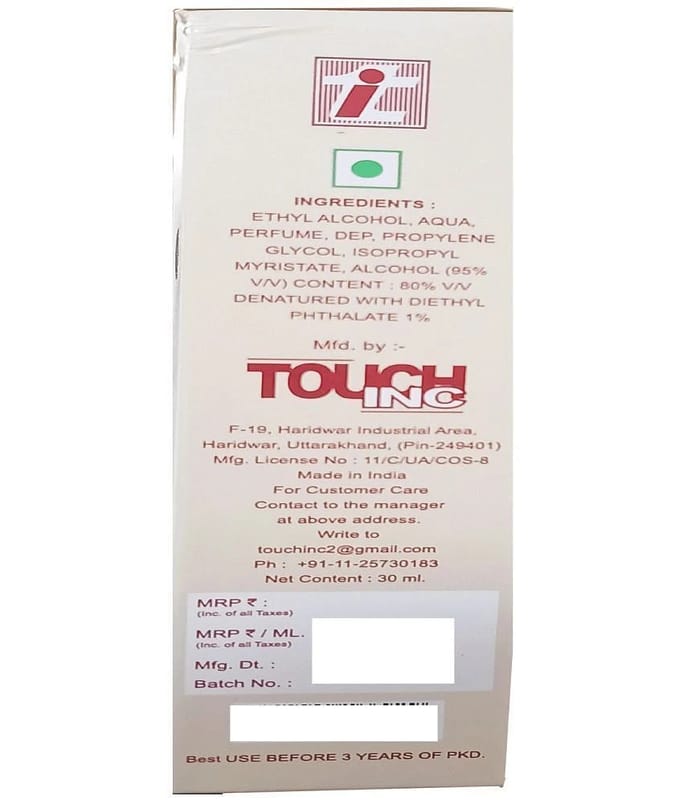 i
INGREDIENTS :
ETHYL ALCOHOL, AQUA,
PERFUME, DEP, PROPYLENE
GLYCOL, ISOPROPYL
MYRISTATE, ALCOHOL (95%
V/V) CONTENT : 80% V/V
DENATURED WITH DIETHYL
PHTHALATE 1%
Mfd. by :-
TOUCH
INC
F-19, Haridwar Industrial Area,
Haridwar, Uttarakhand, (Pin-249401)
Mfg. License No : 11/C/UA/COS-8
Made in India
For Customer Care
Contact to the manager
at above address.
Write to
touchinc2@gmail.com
Ph : +91-11-25730183
Net Content : 30 ml.
MRP ₹ :
(Inc. of all Taxes)
MRP ₹ / ML.
(Inc. of all Taxes)
Mfg. Dt. :
Batch No. :
Best USE BEFORE 3 YEARS OF PKD.